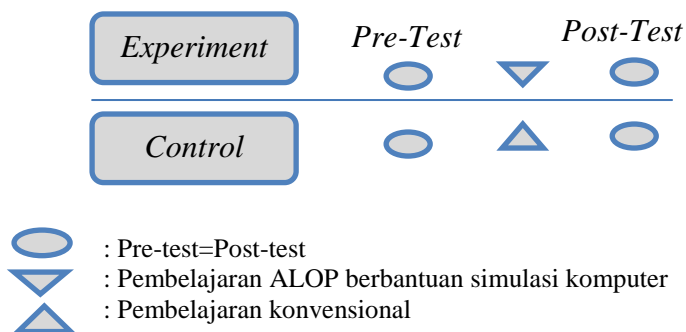 Experiment Pre-Test Post-Test
Control
: Pre-test=Post-test
: Pembelajaran ALOP berbantuan simulasi komputer
: Pembelajaran konvensional